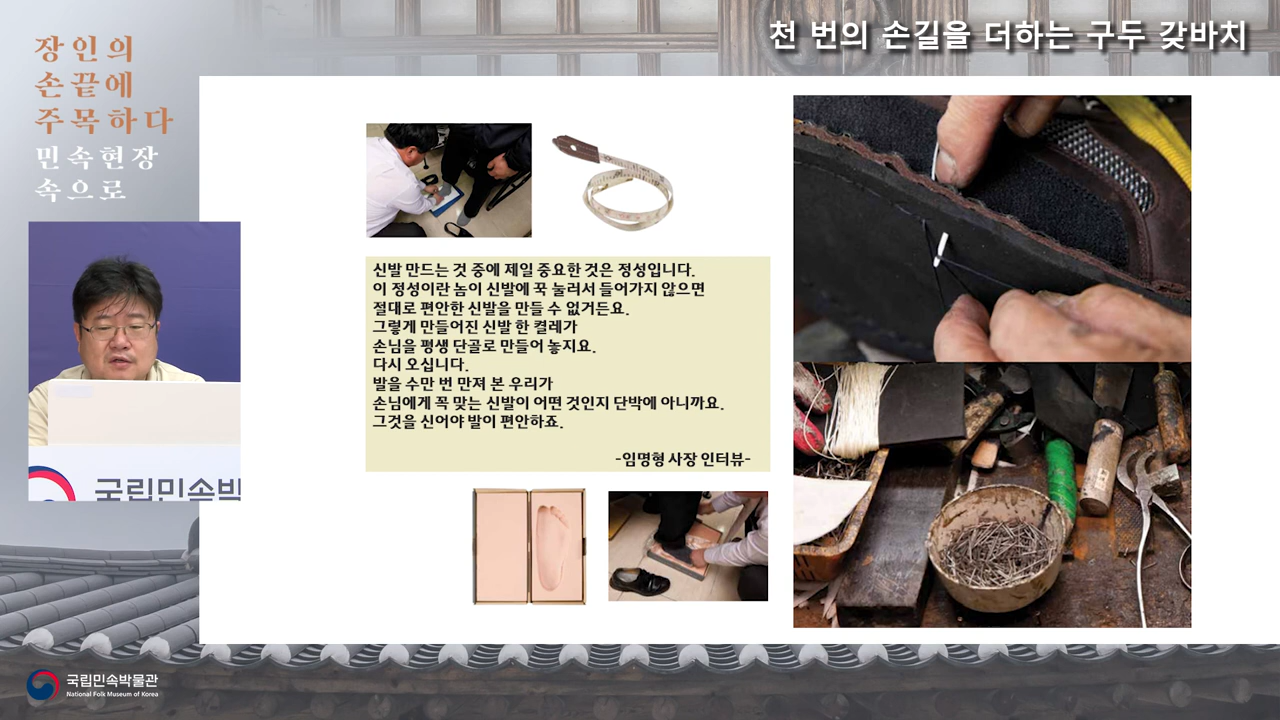 천 번의 손길을 더하는 구두 갖바치
장인의
손끝에
주목하다
민속현장
속으로
신발 만드는 것 중에 제일 중요한 것은 정성입니다.
이 정성이란 놈이 신발에 꾹 눌러서 들어가지 않으면
절대로 편안한 신발을 만들 수 없거든요.
그렇게 만들어진 신발 한 켤레가
손님을 평생 단골로 만들어 놓지요.
다시 오십니다.
발을 수만 번 만져 본 우리가
손님에게 꼭 맞는 신발이 어떤 것인지 단박에 아니까요.
그것을 신어야 발이 편안하죠.
-임명형 사장 인터뷰-
국립민속박
국립민속박물관
National Folk Museum of Korea